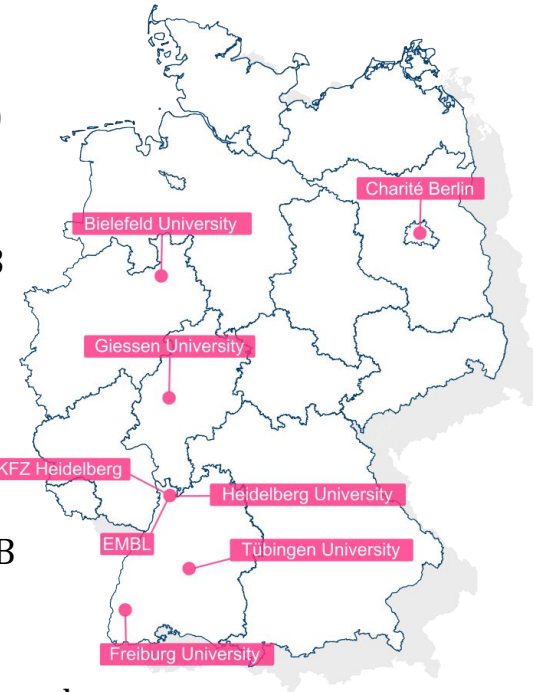 Charité Berlin
Bielefeld University
Giessen University
KFZ Heidelberg
Heidelberg University
EMBL
B
Tübingen University
Freiburg University